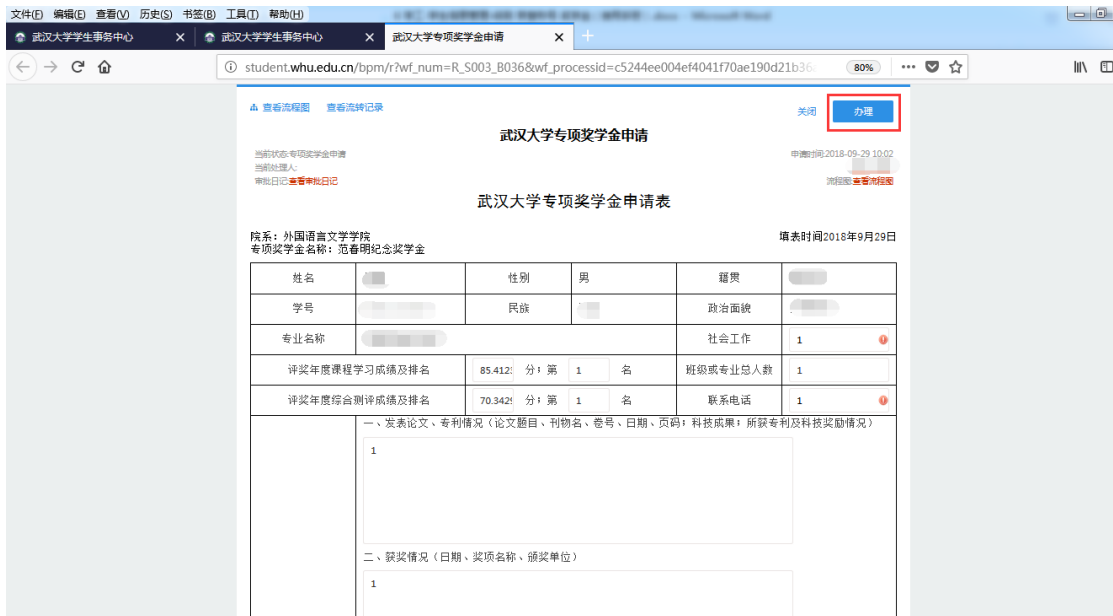 文件(F) 编辑(E) 查看(V) 历史(S) 书签(B) 工具(T) 帮助(H)
武汉大学学生事务中心 武汉大学学生事务中心 武汉大学专项奖学金申请
student.whu.edu.cn/bpm/r?wf_num=R_S003_B036&wf_processid=c5244ee004ef4041f70ae190d21b36 80%
查看流程图 查看流转记录 关闭 办理
武汉大学专项奖学金申请
当前状态:专项奖学金申请 申请时间:2018-09-29 10:02
当前处理人:
审批日记:查看审批日记 流程图:查看流程图
武汉大学专项奖学金申请表
院系：外国语言文学学院 填表时间2018年9月29日
专项奖学金名称：范春明纪念奖学金
姓名 性别 男 籍贯
学号 民族 政治面貌
专业名称 社会工作 1
评奖年度课程学习成绩及排名 85.412 分；第 1 名 班级或专业总人数 1
评奖年度综合测评成绩及排名 70.342 分；第 1 名 联系电话 1
一、发表论文、专利情况（论文题目、刊物名、卷号、日期、页码；科技成果；所获专利及科技奖励情况）
1
二、获奖情况（日期、奖项名称、颁奖单位）
1